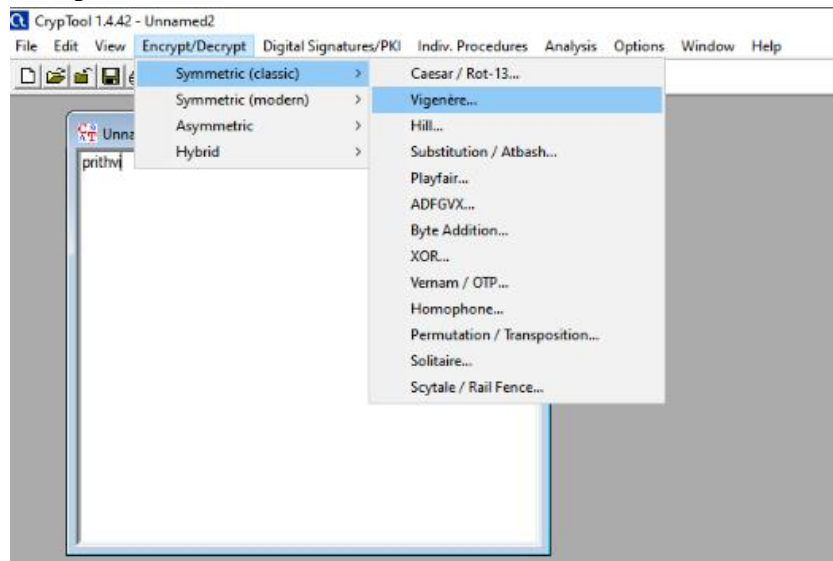 CrypTool 1.4.42 - Unnamed2
File Edit View Encrypt/Decrypt Digital Signatures/PKI Indiv. Procedures Analysis Options Window Help
Symmetric (classic) >
Symmetric (modern) >
Asymmetric >
Hybrid >
Caesar / Rot-13...
Vigenère...
Hill...
Substitution / Atbash...
Playfair...
ADFGVX...
Byte Addition...
XOR...
Vernam / OTP...
Homophone...
Permutation / Transposition...
Solitaire...
Scytale / Rail Fence...
Unna
prithvi